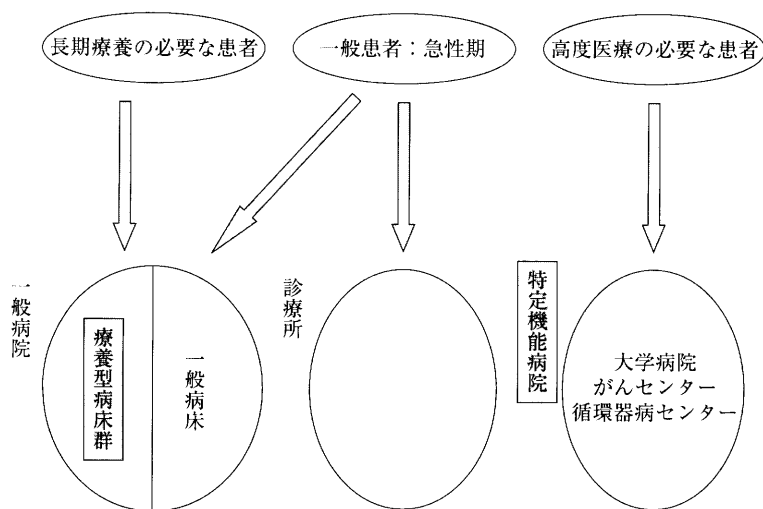 長期療養の必要な患者
一般患者：急性期
高度医療の必要な患者
一般病院
療養型病床群
一般病床
診療所
特定機能病院
大学病院
がんセンター
循環器病センター